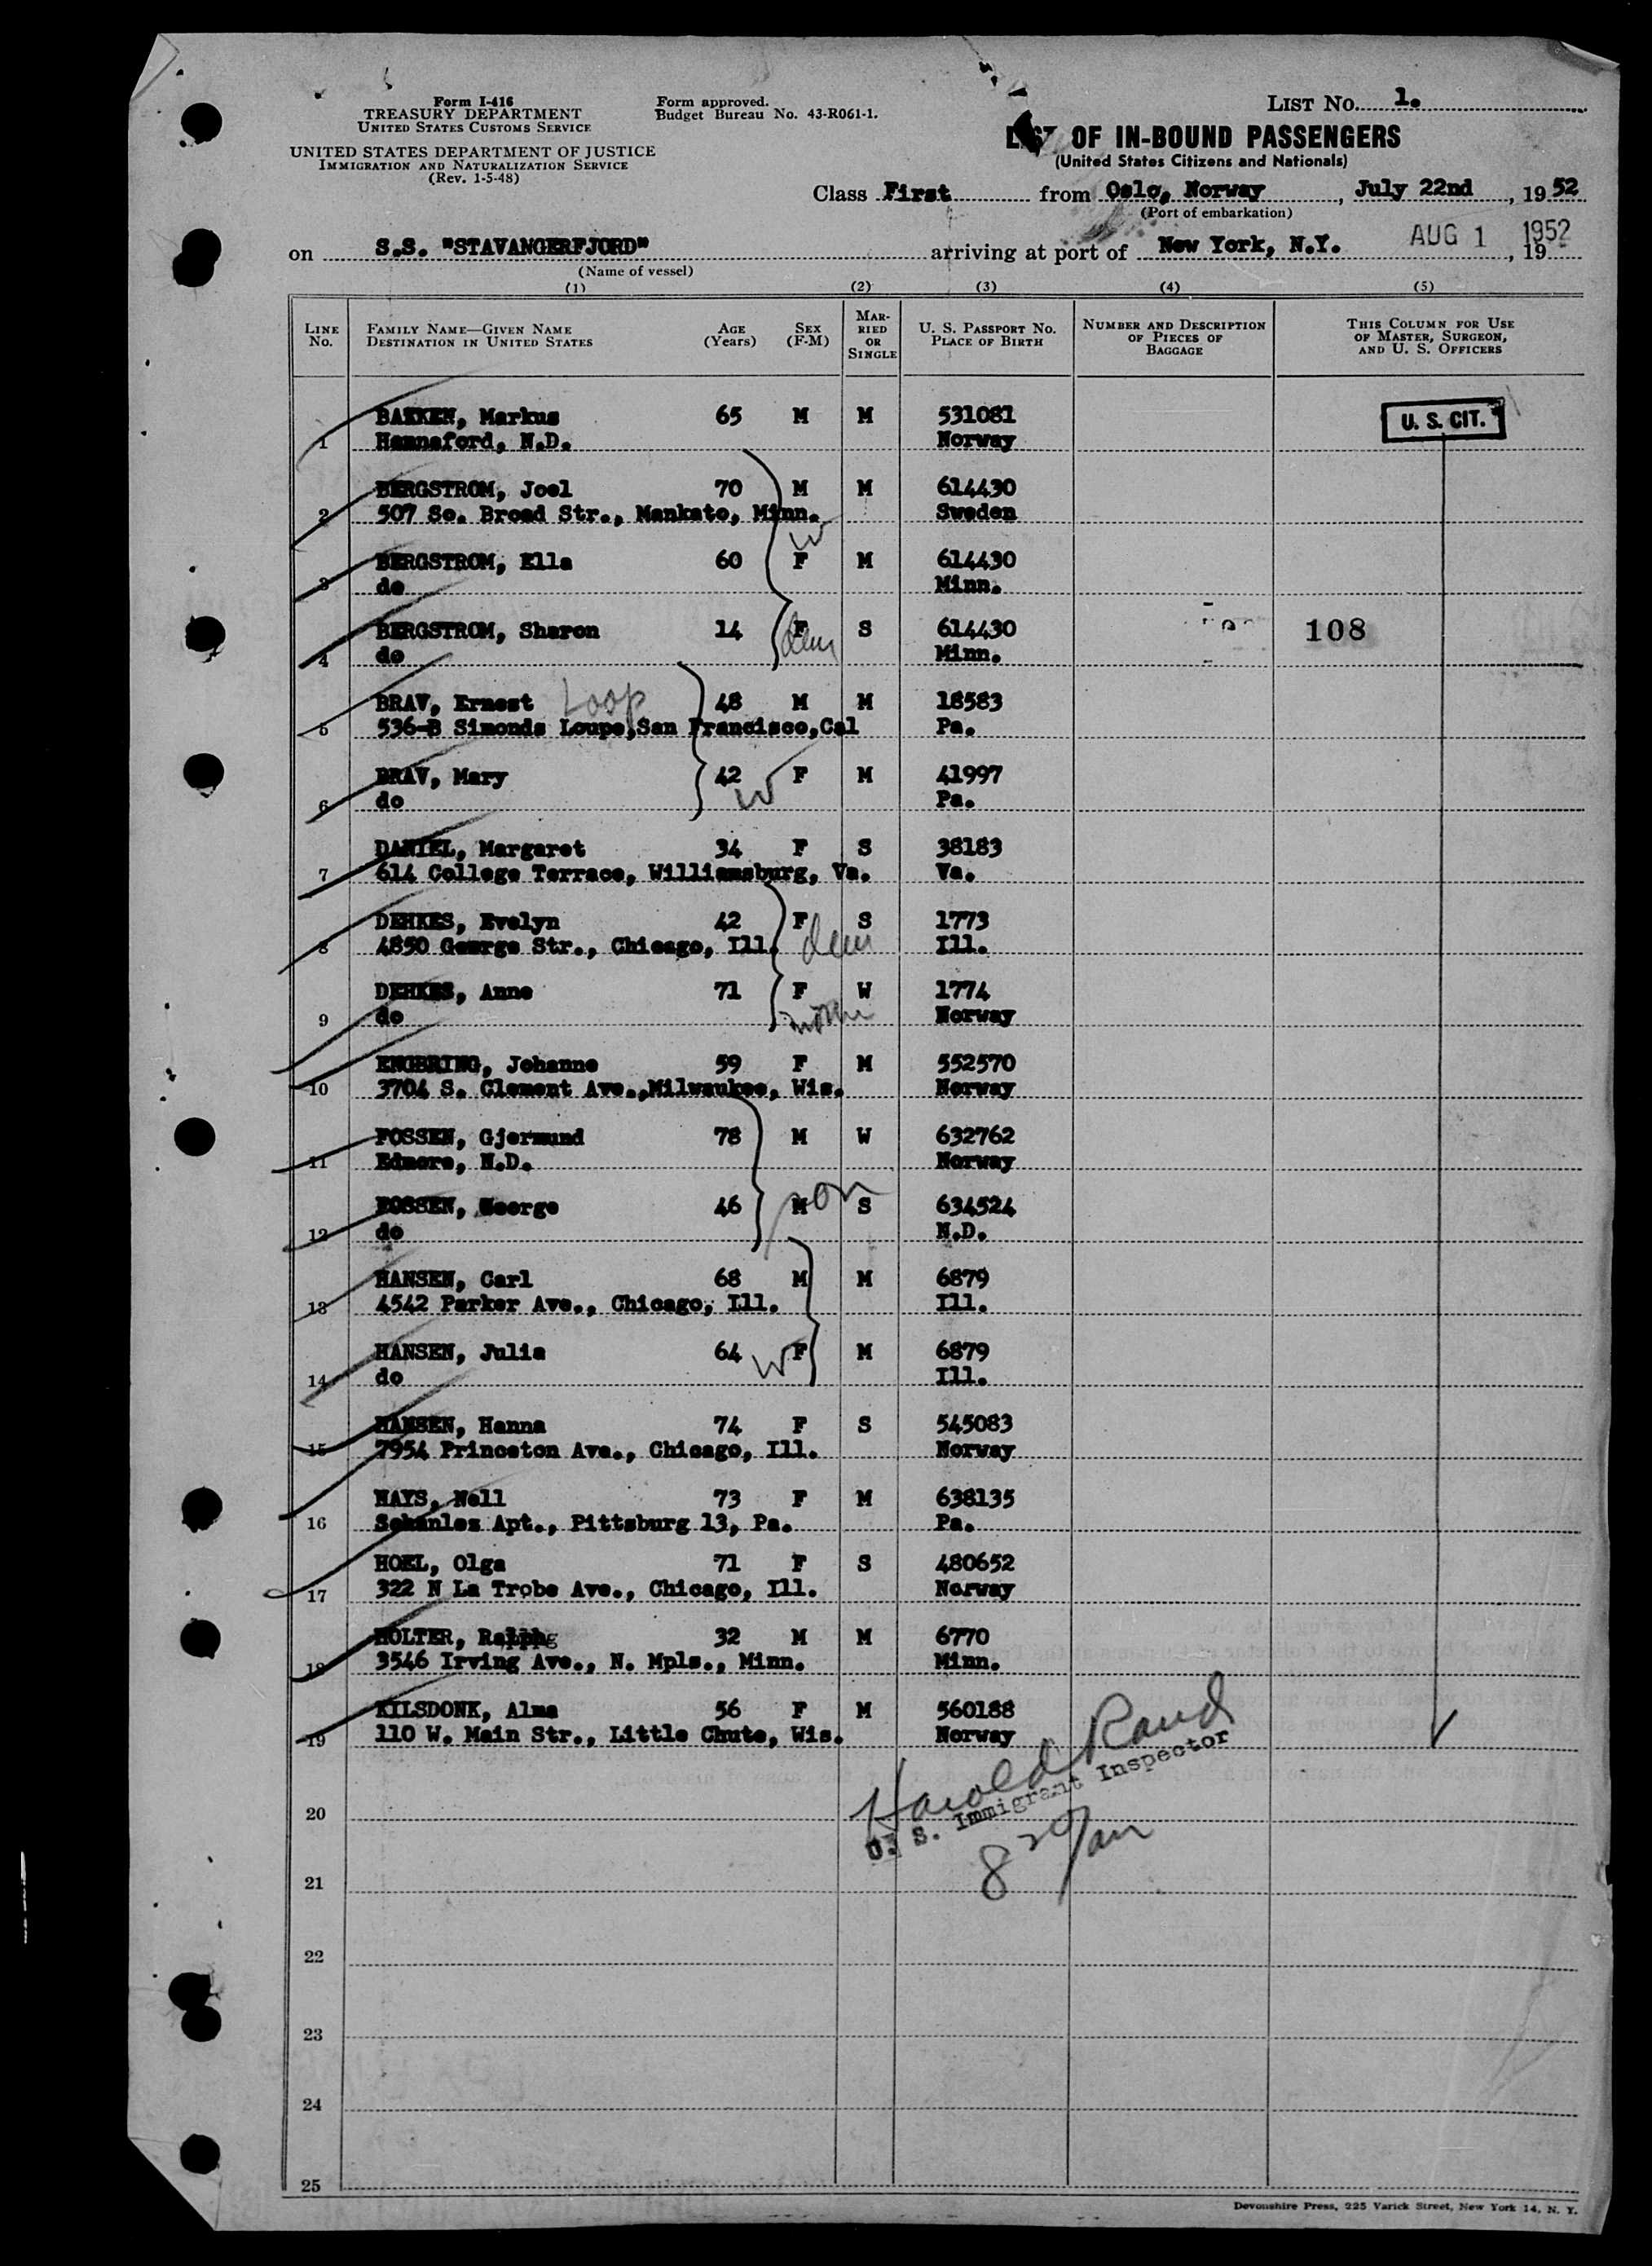 Form I-416
TREASURY DEPARTMENT
UNITED STATES CUSTOMS SERVICE
UNITED STATES DEPARTMENT OF JUSTICE
IMMIGRATION AND NATURALIZATION SERVICE
(Rev. 1-5-48)
Form approved.
Budget Bureau No. 43-R061-1.
LIST No. 1.
LIST OF IN-BOUND PASSENGERS
(United States Citizens and Nationals)
Class First from Oslo, Norway, July 22nd, 1952
(Port of embarkation)
on S.S. "STAVANGERFJORD" arriving at port of New York, N.Y. AUG 1 1952, 19
(Name of vessel)
(1) (2) (3) (4) (5)
LINE No. FAMILY NAME—GIVEN NAME DESTINATION IN UNITED STATES AGE (Years) SEX (F-M) MARRIED OR SINGLE U. S. PASSPORT NO. PLACE OF BIRTH NUMBER AND DESCRIPTION OF PIECES OF BAGGAGE THIS COLUMN FOR USE OF MASTER, SURGEON, AND U. S. OFFICERS
BAKKEN, Markus 65 M M 531081 U. S. CIT.
1 Hannaford, N.D. Norway
BERGSTROM, Joel 70 M M 614430
2 507 So. Broad Str., Mankato, Minn. Sweden
W
BERGSTROM, Ella 60 F M 614430
3 do Minn.
BERGSTROM, Sharon 14 F S 614430 108
4 do Minn.
BRAV, Ernest Loop 48 M M 18583
5 536-B Simonds Loupe,San Francisco,Cal Pa.
BRAV, Mary 42 F M 41997
6 do W Pa.
DANIEL, Margaret 34 F S 38183
7 614 College Terrace, Williamsburg, Va. Va.
DEHKES, Evelyn 42 F S 1773
8 4850 George Str., Chicago, Ill. Ill.
DEHKES, Anne 71 F W 1774
9 do Norway
ENGBRING, Johanne 59 F M 552570
10 3704 S. Clement Ave.,Milwaukee, Wis. Norway
FOSSEN, Gjermund 78 M W 632762
11 Edmore, N.D. Norway
FOSSEN, George 46 M son S 634524
12 do N.D.
HANSEN, Carl 68 M M 6879
13 4542 Parker Ave., Chicago, Ill. Ill.
HANSEN, Julia 64 W F M 6879
14 do Ill.
HANSEN, Hanna 74 F S 545083
15 7954 Princeton Ave., Chicago, Ill. Norway
HAYS, Nell 73 F M 638135
16 Apt., Pittsburg 13, Pa. Pa.
HOEL, Olga 71 F S 480652
17 322 N La Trobe Ave., Chicago, Ill. Norway
HOLTER, Ralph 32 M M 6770
18 3546 Irving Ave., N. Mpls., Minn. Minn.
KILSDONK, Alma 56 F M 560188
19 110 W. Main Str., Little Chute, Wis. Norway
Harold Rand
U. S. Immigrant Inspector
20
21
22
23
24
25
Devonshire Press, 225 Varick Street, New York 14, N. Y.